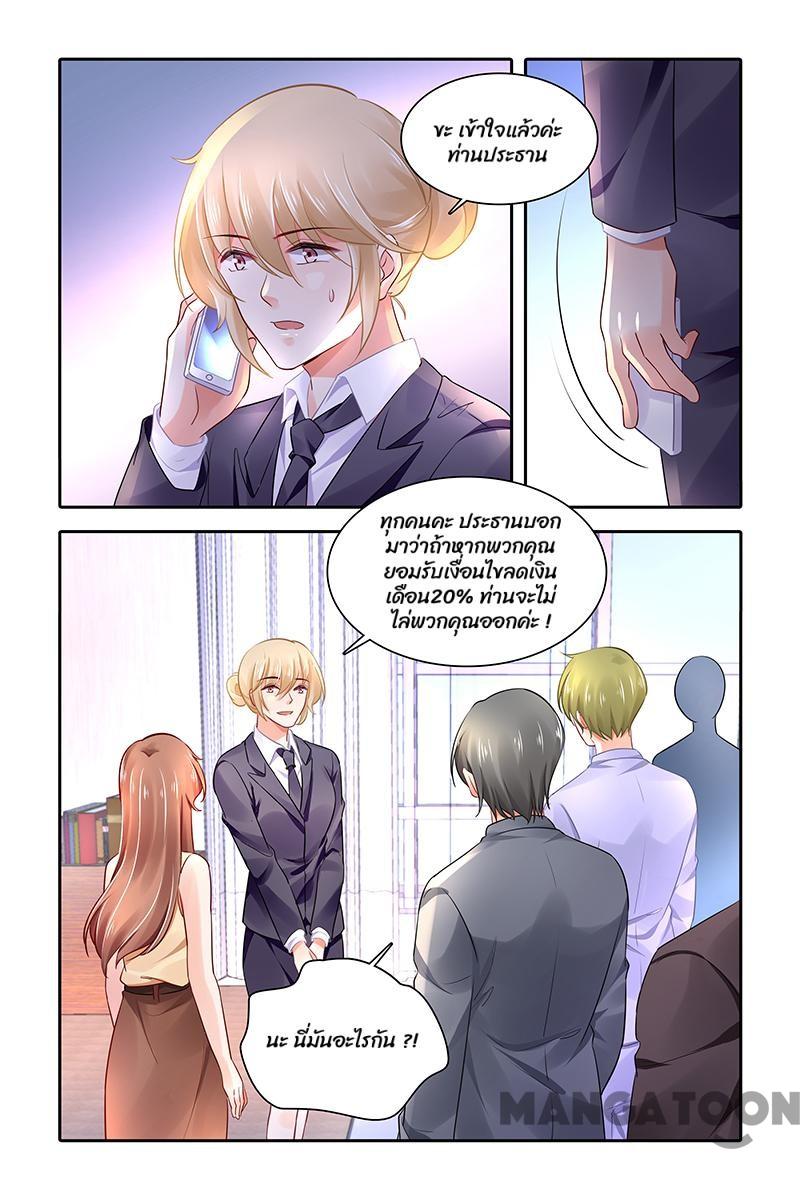 ขะ เข้าใจแล้วค่ะ
ท่านประธาน
ทุกคนคะ ประธานบอก
มาว่าถ้าหากพวกคุณ
ยอมรับเงื่อนไขลดเงิน
เดือน20% ท่านจะไม่
ไล่พวกคุณออกค่ะ !
นะ นี่มันอะไรกัน ?!
MANGATOON